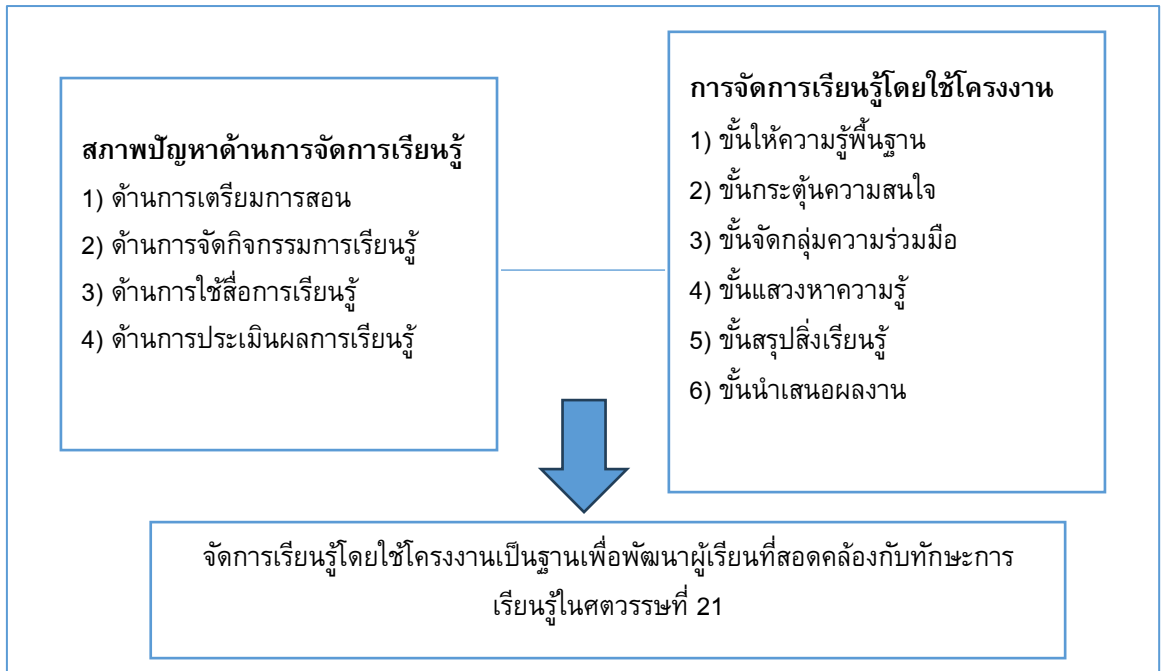 สภาพปัญหาด้านการจัดการเรียนรู้
1) ด้านการเตรียมการสอน
2) ด้านการจัดกิจกรรมการเรียนรู้
3) ด้านการใช้สื่อการเรียนรู้
4) ด้านการประเมินผลการเรียนรู้
การจัดการเรียนรู้โดยใช้โครงงาน
1) ขั้นให้ความรู้พื้นฐาน
2) ขั้นกระตุ้นความสนใจ
3) ขั้นจัดกลุ่มความร่วมมือ
4) ขั้นแสวงหาความรู้
5) ขั้นสรุปสิ่งเรียนรู้
6) ขั้นนำเสนอผลงาน
จัดการเรียนรู้โดยใช้โครงงานเป็นฐานเพื่อพัฒนาผู้เรียนที่สอดคล้องกับทักษะการ
เรียนรู้ในศตวรรษที่ 21